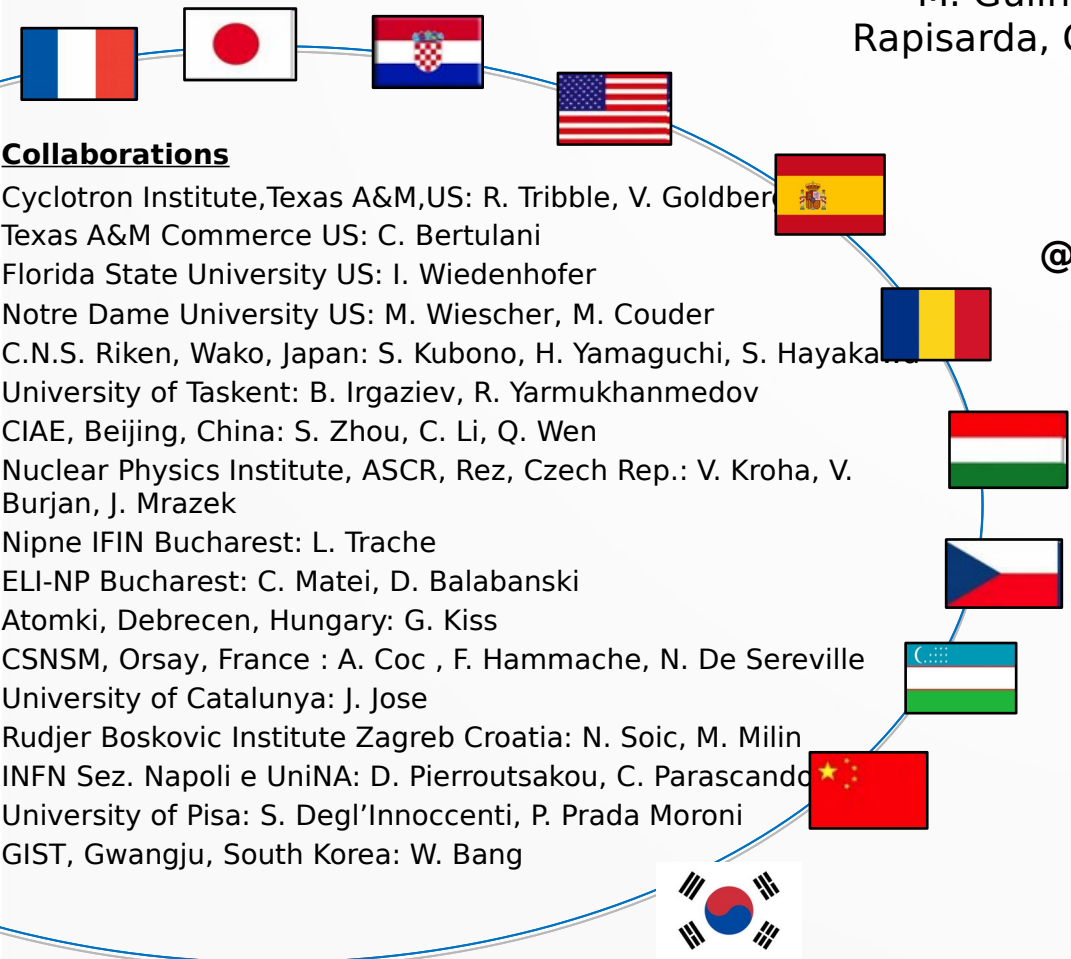 Rapisarda,
Collaborations
Cyclotron Institute,Texas A&M,US: R. Tribble, V. Goldberg
Texas A&M Commerce US: C. Bertulani
@
Florida State University US: I. Wiedenhofer
Notre Dame University US: M. Wiescher, M. Couder
C.N.S. Riken, Wako, Japan: S. Kubono, H. Yamaguchi, S. Hayakawa
University of Taskent: B. Irgaziev, R. Yarmukhanmedov
CIAE, Beijing, China: S. Zhou, C. Li, Q. Wen
Nuclear Physics Institute, ASCR, Rez, Czech Rep.: V. Kroha, V.
Burjan, J. Mrazek
Nipne IFIN Bucharest: L. Trache
ELI-NP Bucharest: C. Matei, D. Balabanski
Atomki, Debrecen, Hungary: G. Kiss
CSNSM, Orsay, France : A. Coc , F. Hammache, N. De Sereville
University of Catalunya: J. Jose
Rudjer Boskovic Institute Zagreb Croatia: N. Soic, M. Milin
INFN Sez. Napoli e UniNA: D. Pierroutsakou, C. Parascando
University of Pisa: S. Degl’Innoccenti, P. Prada Moroni
GIST, Gwangju, South Korea: W. Bang